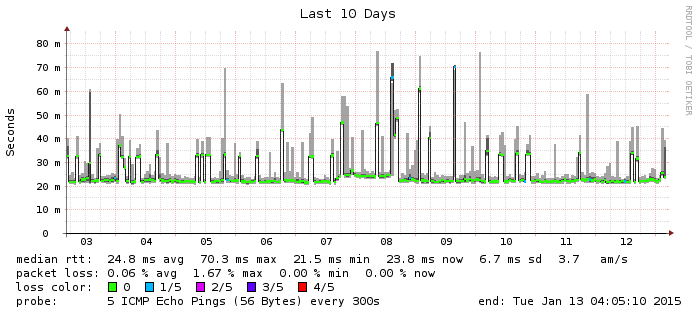 Last 10 Days
RRDTOOL / TOBI OETIKER
Seconds
80 m
70 m
60 m
50 m
40 m
30 m
20 m
10 m
0
03 04 05 06 07 08 09 10 11 12
median rtt: 24.8 ms avg 70.3 ms max 21.5 ms min 23.8 ms now 6.7 ms sd 3.7 am/s
packet loss: 0.06 % avg 1.67 % max 0.00 % min 0.00 % now
loss color: 0 1/5 2/5 3/5 4/5
probe: 5 ICMP Echo Pings (56 Bytes) every 300s end: Tue Jan 13 04:05:10 2015